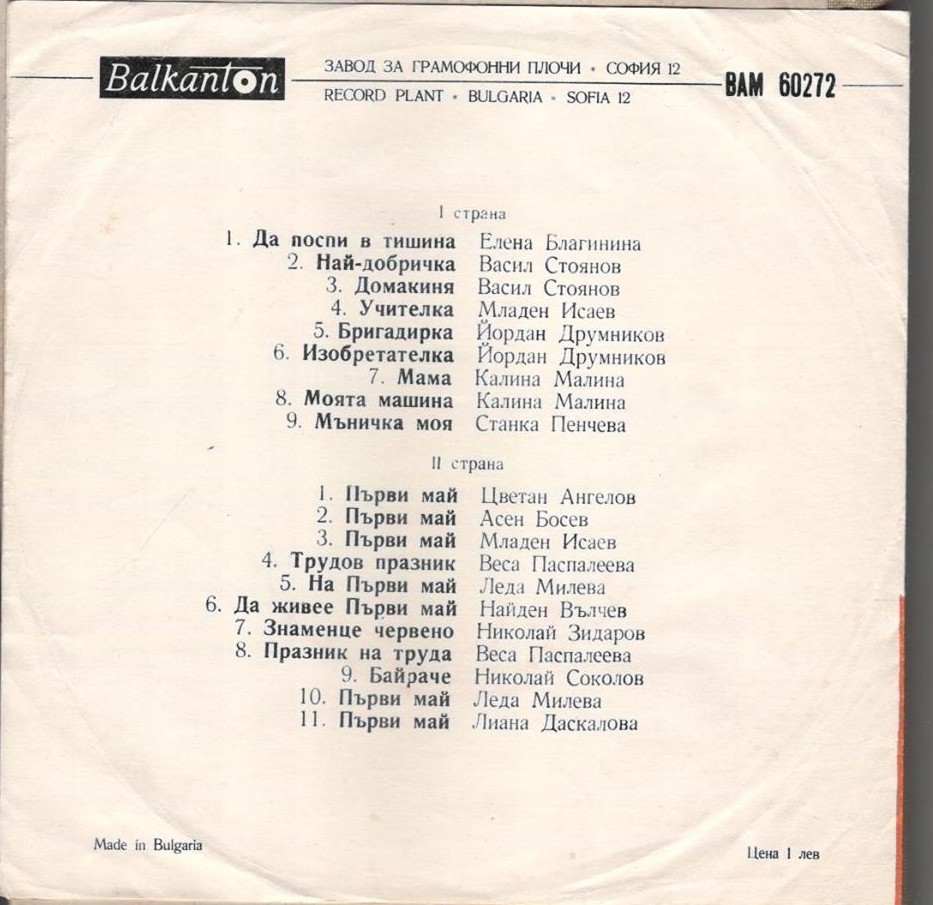 Balkanton
ЗАВОД ЗА ГРАМОФОННИ ПЛОЧИ • СОФИЯ 12
RECORD PLANT • BULGARIA • SOFIA 12
ВАМ 60272
I страна
1. Да поспи в тишина Елена Благинина
2. Най-добричка Васил Стоянов
3. Домакиня Васил Стоянов
4. Учителка Младен Исаев
5. Бригадирка Йордан Друмников
6. Изобретателка Йордан Друмников
7. Мама Калина Малина
8. Моята машина Калина Малина
9. Мъничка моя Станка Пенчева
II страна
1. Първи май Цветан Ангелов
2. Първи май Асен Босев
3. Първи май Младен Исаев
4. Трудов празник Веса Паспалеева
5. На Първи май Леда Милева
6. Да живее Първи май Найден Вълчев
7. Знаменце червено Николай Зидаров
8. Празник на труда Веса Паспалеева
9. Байраче Николай Соколов
10. Първи май Леда Милева
11. Първи май Лиана Даскалова
Made in Bulgaria
Цена 1 лев